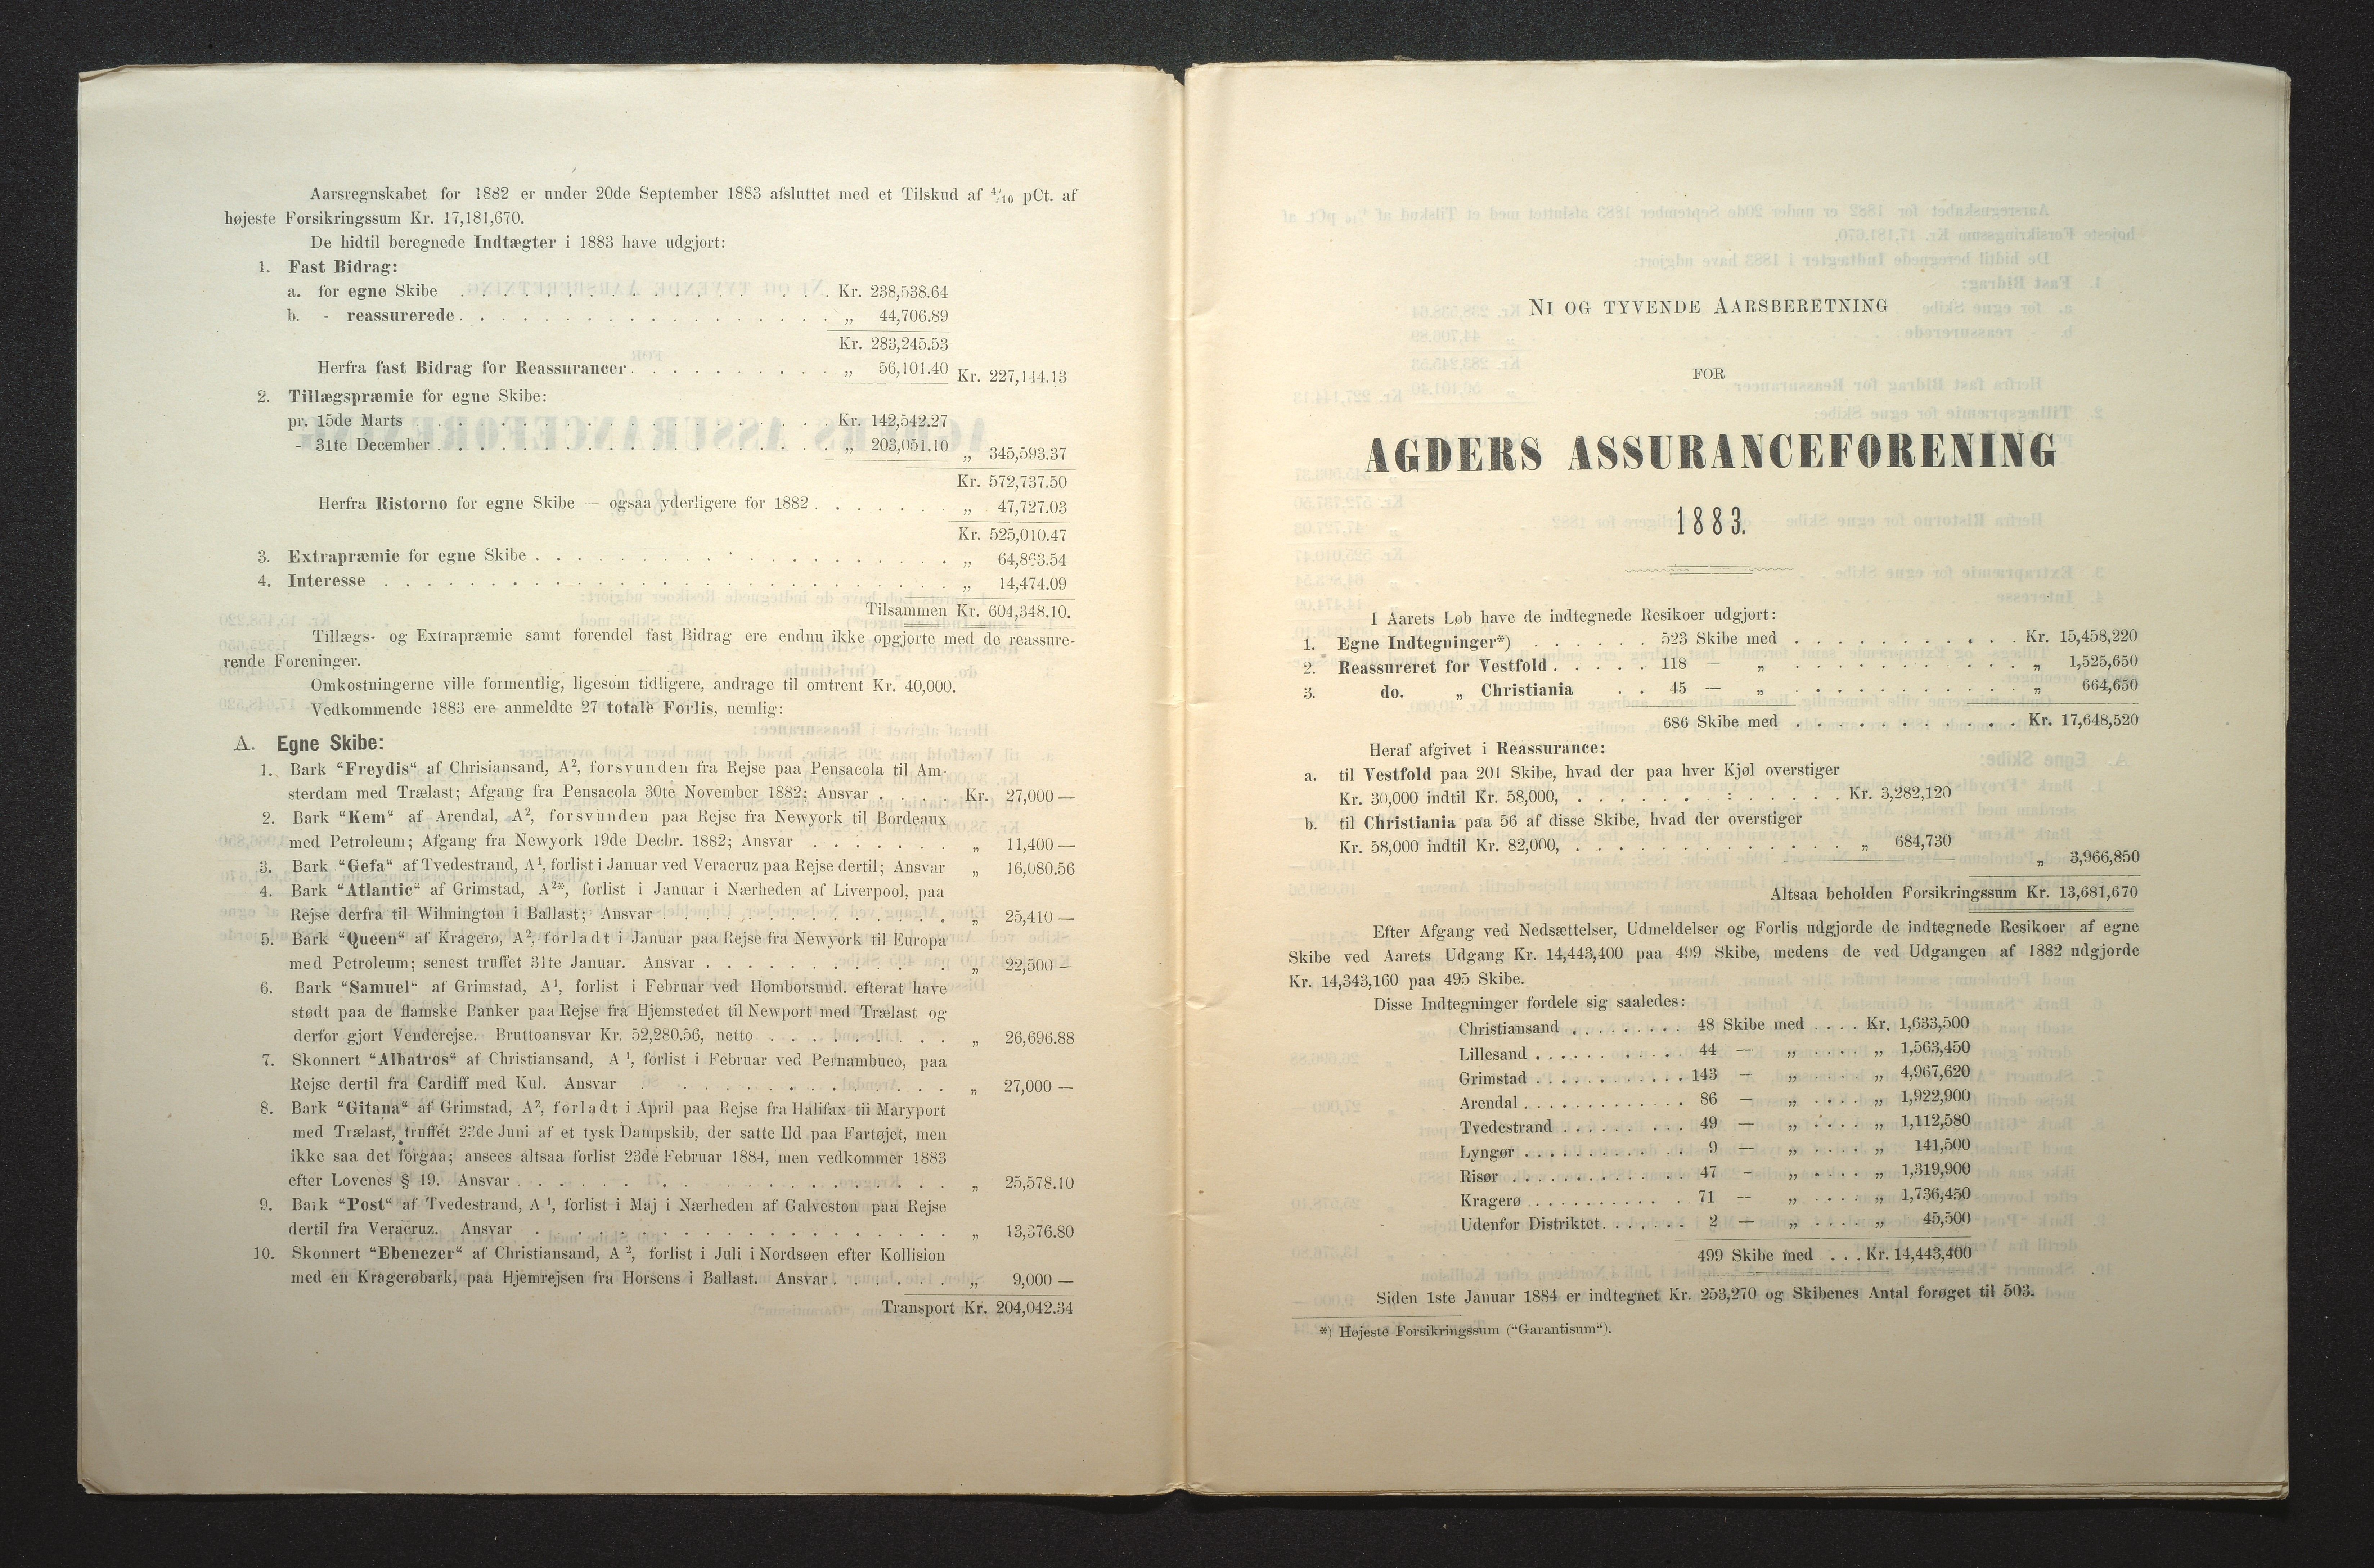 Aarsregnskabet for 1882 er under 20de September 1883 afsluttet med et Tilskud af 4/10 pCt. af
højeste Forsikringssum Kr. 17,181,670.
De hidtil beregnede Indtægter i 1883 have udgjort:
1. Fast Bidrag:
a. for egne Skibe . . . . Kr. 238,538.64
b. - reassurerede . . . . „ 44,706.89
Kr. 283,245.53
Herfra fast Bidrag for Reassurancer . . . . „ 56,101.40 Kr. 227,144.13
2. Tillægspræmie for egne Skibe:
pr. 15de Marts . . . . Kr. 142,542.27
- 31te December . . . . „ 203,051.10 „ 345,593.37
Kr. 572,737.50
Herfra Ristorno for egne Skibe — ogsaa yderligere for 1882 . . . . „ 47,727.03
Kr. 525,010.47
3. Extrapræmie for egne Skibe . . . . „ 64,863.54
4. Interesse . . . . „ 14,474.09
Tilsammen Kr. 604,348.10.
Tillægs- og Extrapræmie samt forendel fast Bidrag ere endnu ikke opgjorte med de reassure-
rende Foreninger.
Omkostningerne ville formentlig, ligesom tidligere, andrage til omtrent Kr. 40,000.
Vedkommende 1883 ere anmeldte 27 totale Forlis, nemlig:
A. Egne Skibe:
1. Bark “Freydis“ af Chrisiansand, A², forsvunden fra Rejse paa Pensacola til Am-
sterdam med Trælast; Afgang fra Pensacola 30te November 1882; Ansvar . . . . Kr. 27,000 —
2. Bark “Kem“ af Arendal, A², forsvunden paa Rejse fra Newyork til Bordeaux
med Petroleum; Afgang fra Newyork 19de Decbr. 1882; Ansvar . . . . „ 11,400 —
3. Bark “Gefa“ af Tvedestrand, A¹, forlist i Januar ved Veracruz paa Rejse dertil; Ansvar „ 16,080.56
4. Bark “Atlantic“ af Grimstad, A²*, forlist i Januar i Nærheden af Liverpool, paa
Rejse derfra til Wilmington i Ballast; Ansvar . . . . „ 25,410 —
5. Bark “Queen“ af Kragerø, A², forladt i Januar paa Rejse fra Newyork til Europa
med Petroleum; senest truffet 31te Januar. Ansvar . . . . „ 22,500 —
6. Bark “Samuel“ af Grimstad, A¹, forlist i Februar ved Homborsund. efterat have
stødt paa de flamske Banker paa Rejse fra Hjemstedet til Newport med Trælast og
derfor gjort Venderejse. Bruttoansvar Kr. 52,280.56, netto . . . . „ 26,696.88
7. Skonnert “Albatros“ af Christiansand, A¹, forlist i Februar ved Pernambuco, paa
Rejse dertil fra Cardiff med Kul. Ansvar . . . . „ 27,000 —
8. Bark “Gitana“ af Grimstad, A², forladt i April paa Rejse fra Halifax tii Maryport
med Trælast, truffet 23de Juni af et tysk Dampskib, der satte Ild paa Fartøjet, men
ikke saa det forgaa; ansees altsaa forlist 23de Februar 1884, men vedkommer 1883
efter Lovenes § 19. Ansvar . . . . „ 25,578.10
9. Bark “Post“ af Tvedestrand, A¹, forlist i Maj i Nærheden af Galveston paa Rejse
dertil fra Veracruz. Ansvar . . . . „ 13,376.80
10. Skonnert “Ebenezer“ af Christiansand, A², forlist i Juli i Nordsøen efter Kollision
med en Kragerøbark, paa Hjemrejsen fra Horsens i Ballast. Ansvar . . . . „ 9,000 —
Transport Kr. 204,042.34
NI OG TYVENDE AARSBERETNING
FOR
AGDERS ASSURANCEFORENING
1883.
I Aarets Løb have de indtegnede Resikoer udgjort:
1. Egne Indtegninger*) . . . . 523 Skibe med . . . . Kr. 15,458,220
2. Reassureret for Vestfold . . . . 118 — „ . . . . „ 1,525,650
3. do. „ Christiania . . 45 — „ . . . . „ 664,650
686 Skibe med . . . . Kr. 17,648,520
Heraf afgivet i Reassurance:
a. til Vestfold paa 201 Skibe, hvad der paa hver Kjøl overstiger
Kr. 30,000 indtil Kr. 58,000, . . . . Kr. 3,282,120
b. til Christiania paa 56 af disse Skibe, hvad der overstiger
Kr. 58,000 indtil Kr. 82,000, . . . . „ 684,730
„ 3,966,850
Altsaa beholden Forsikringssum Kr. 13,681,670
Efter Afgang ved Nedsættelser, Udmeldelser og Forlis udgjorde de indtegnede Resikoer af egne
Skibe ved Aarets Udgang Kr. 14,443,400 paa 499 Skibe, medens de ved Udgangen af 1882 udgjorde
Kr. 14,343,160 paa 495 Skibe.
Disse Indtegninger fordele sig saaledes:
Christiansand . . . . 48 Skibe med . . . . Kr. 1,633,500
Lillesand . . . . 44 — „ . . . . „ 1,563,450
Grimstad . . . . 143 — „ . . . . „ 4,967,620
Arendal . . . . 86 — „ . . . . „ 1,922,900
Tvedestrand . . . . 49 — „ . . . . „ 1,112,580
Lyngør . . . . 9 — „ . . . . „ 141,500
Risør . . . . 47 — „ . . . . „ 1,319,900
Kragerø . . . . 71 — „ . . . . „ 1,736,450
Udenfor Distriktet . . . . 2 — „ . . . . „ 45,500
499 Skibe med . . . Kr. 14,443,400
Siden 1ste Januar 1884 er indtegnet Kr. 253,270 og Skibenes Antal forøget til 503.
*) Højeste Forsikringssum (“Garantisum“).